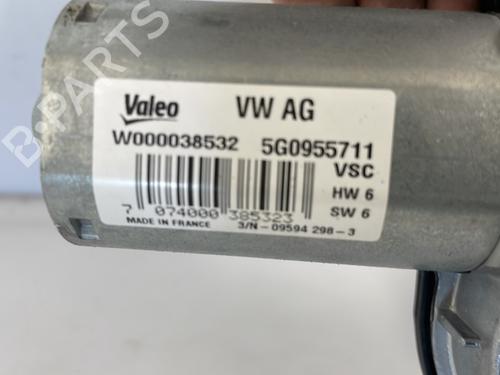 Valeo VW AG
W000038532 5G0955711
VSC
HW 6
SW 6
7 074000 385323
MADE IN FRANCE 3/N - 09594 298 - 3
B-PARTS